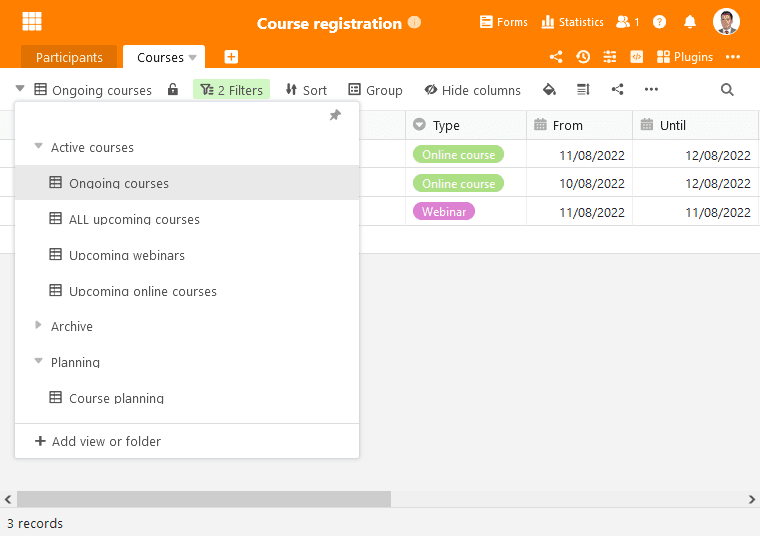 Course registration
Forms
Statistics
1
Participants
Courses
Plugins
Ongoing courses
2 Filters
Sort
Group
Hide columns
Type
From
Until
Active courses
Online course
11/08/2022
12/08/2022
Ongoing courses
Online course
10/08/2022
12/08/2022
ALL upcoming courses
Webinar
11/08/2022
11/08/2022
Upcoming webinars
Upcoming online courses
Archive
Planning
Course planning
Add view or folder
3 records